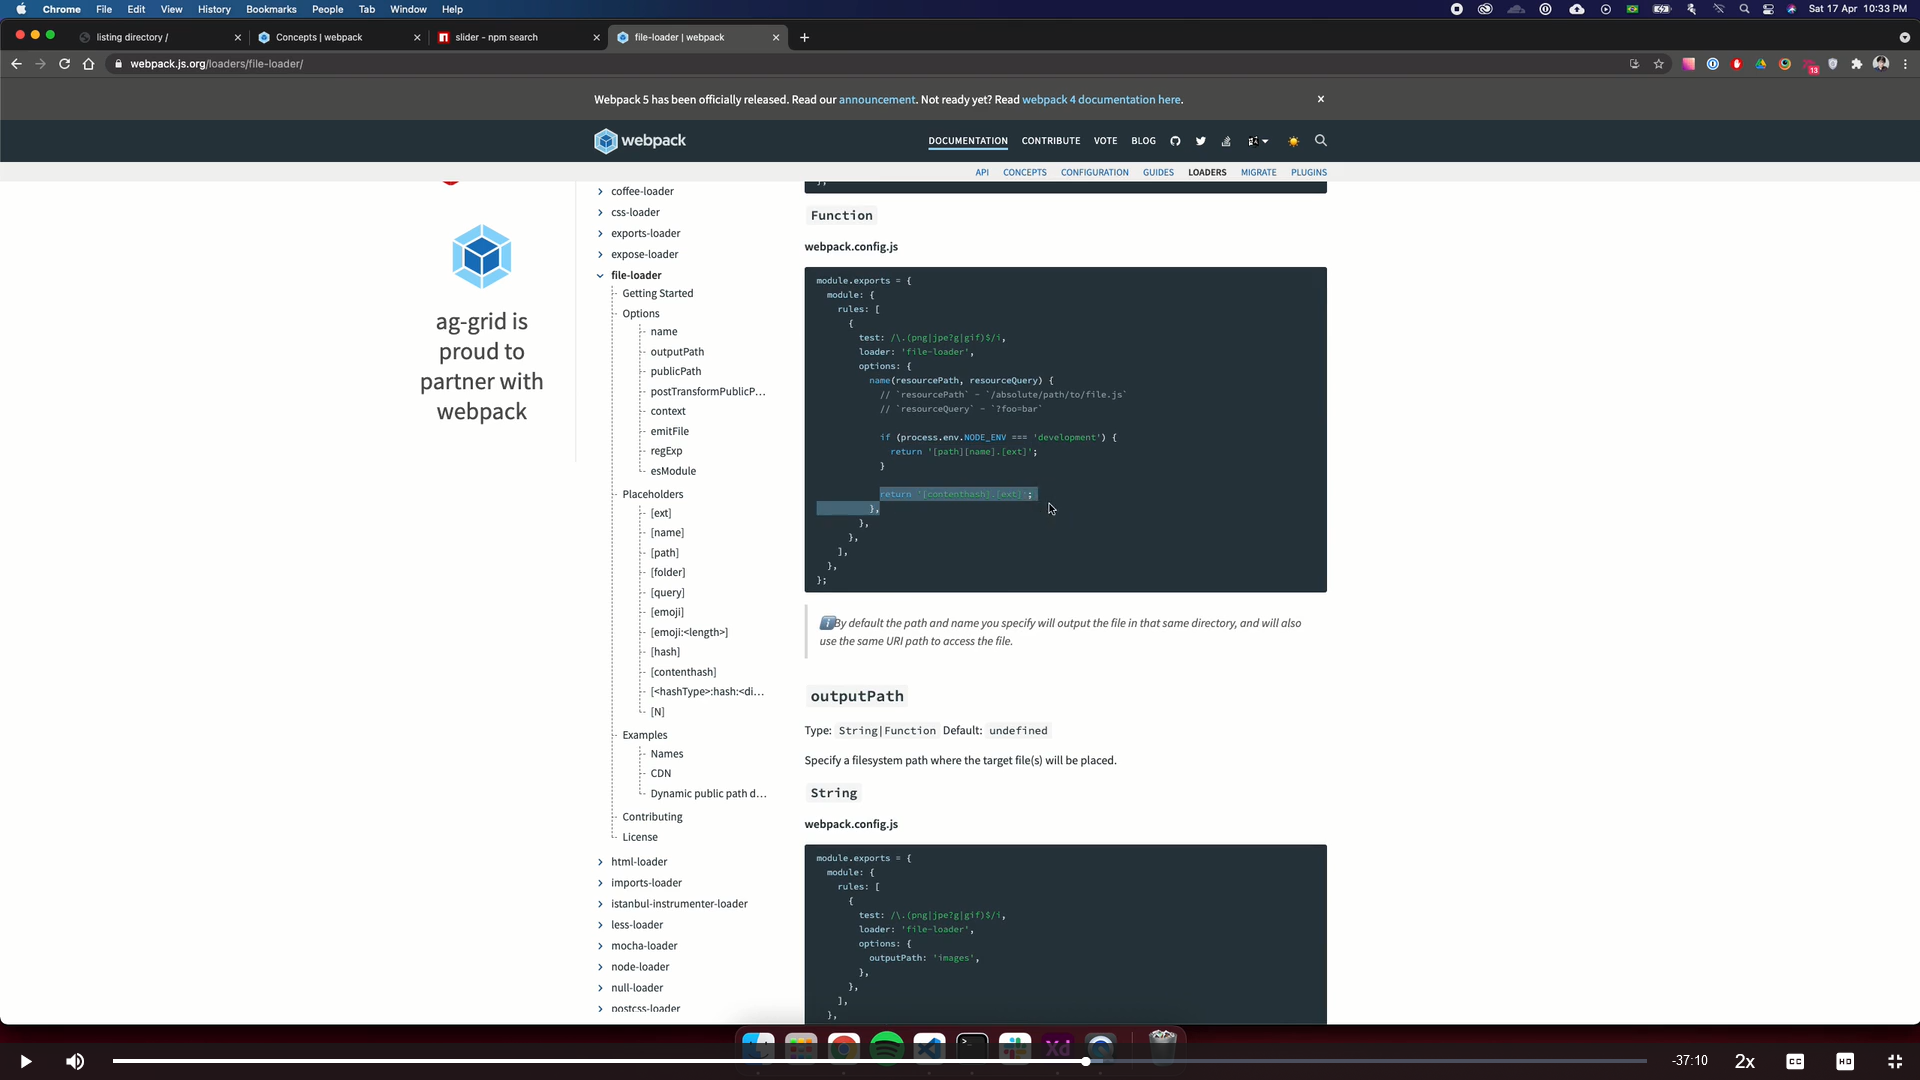 Chrome File Edit View History Bookmarks People Tab Window Help
Sat 17 Apr 10:33 PM
listing directory /
Concepts | webpack
slider - npm search
file-loader | webpack
webpack.js.org/loaders/file-loader/
13
Webpack 5 has been officially released. Read our announcement. Not ready yet? Read webpack 4 documentation here.
webpack
DOCUMENTATION CONTRIBUTE VOTE BLOG
API CONCEPTS CONFIGURATION GUIDES LOADERS MIGRATE PLUGINS
ag-grid is
proud to
partner with
webpack
coffee-loader
css-loader
exports-loader
expose-loader
file-loader
Getting Started
Options
name
outputPath
publicPath
postTransformPublicP...
context
emitFile
regExp
esModule
Placeholders
[ext]
[name]
[path]
[folder]
[query]
[emoji]
[emoji:<length>]
[hash]
[contenthash]
[<hashType>:hash:<di...
[N]
Examples
Names
CDN
Dynamic public path d...
Contributing
License
html-loader
imports-loader
istanbul-instrumenter-loader
less-loader
mocha-loader
node-loader
null-loader
postcss-loader
};
Function
webpack.config.js
module.exports = {
module: {
rules: [
{
test: /\.(png|jpe?g|gif)$/i,
loader: 'file-loader',
options: {
name(resourcePath, resourceQuery) {
// `resourcePath` - `/absolute/path/to/file.js`
// `resourceQuery` - `?foo=bar`
if (process.env.NODE_ENV === 'development') {
return '[path][name].[ext]';
}
return '[contenthash].[ext]';
},
},
},
],
},
};
By default the path and name you specify will output the file in that same directory, and will also
use the same URI path to access the file.
outputPath
Type: String|Function Default: undefined
Specify a filesystem path where the target file(s) will be placed.
String
webpack.config.js
module.exports = {
module: {
rules: [
{
test: /\.(png|jpe?g|gif)$/i,
loader: 'file-loader',
options: {
outputPath: 'images',
},
},
],
},
Xd
-37:10
2x
CC
HD